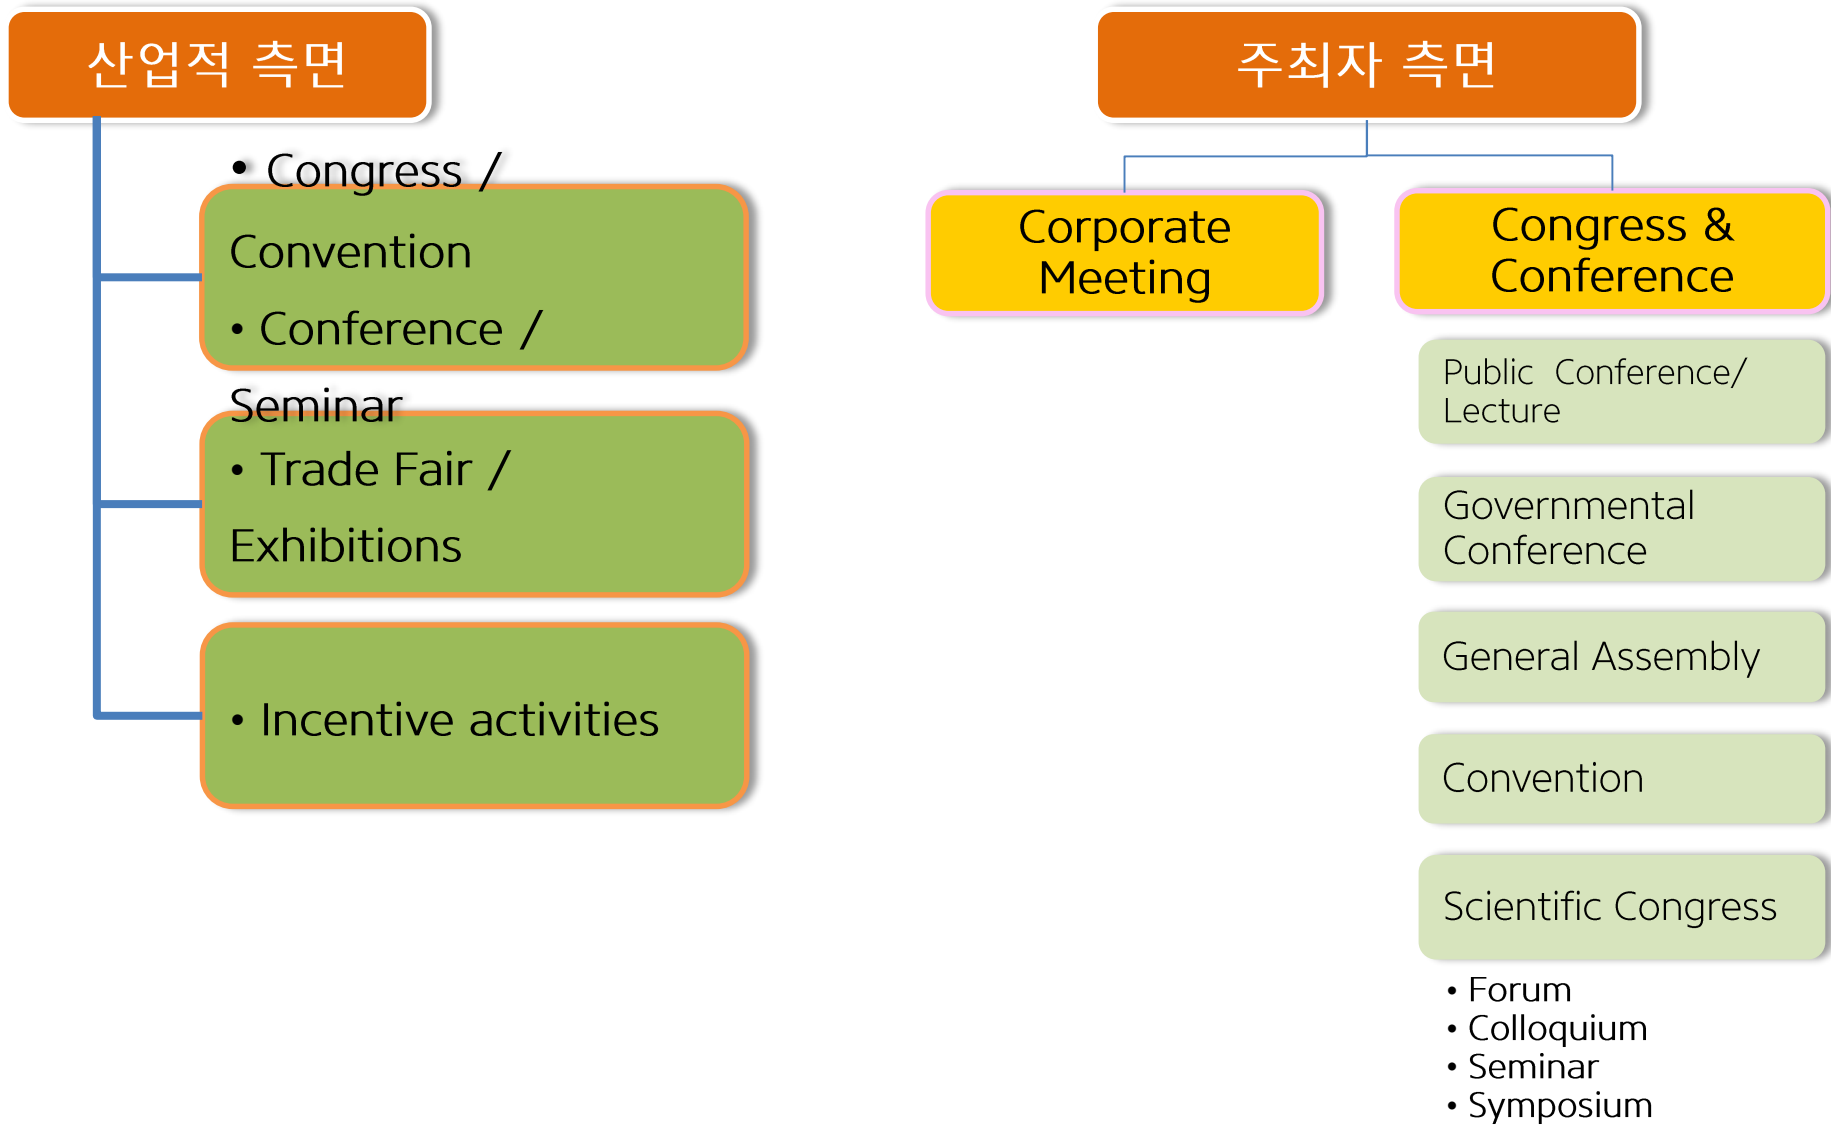 산업적 측면
• Congress /
Convention
• Conference /
Seminar
• Trade Fair /
Exhibitions
• Incentive activities
주최자 측면
Corporate
Meeting
Congress &
Conference
Public Conference/
Lecture
Governmental
Conference
General Assembly
Convention
Scientific Congress
• Forum
• Colloquium
• Seminar
• Symposium